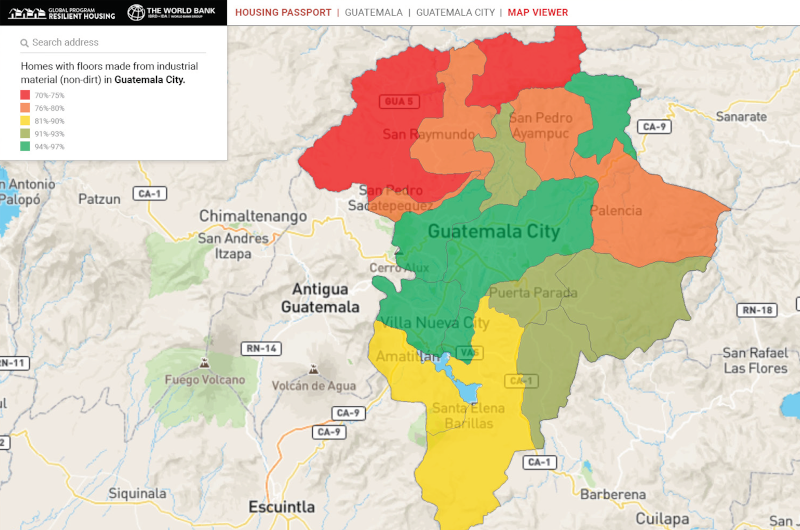 GLOBAL PROGRAM
RESILIENT HOUSING
THE WORLD BANK
IBRD • IDA | WORLD BANK GROUP
HOUSING PASSPORT | GUATEMALA | GUATEMALA CITY | MAP VIEWER
Search address
Homes with floors made from industrial
material (non-dirt) in Guatemala City.
70%-75%
76%-80%
81%-90%
91%-93%
94%-97%
GUA 5
San Raymundo
San Pedro
Ayampuc
CA-9
Sanarate
n Antonio
Palopó
Patzun
CA-1
San Pedro
Sacatepequez
Chimaltenango
Palencia
San Andres
Itzapa
Guatemala City
Cerro Alux
Antigua
Guatemala
Puerta Parada
RN-18
Villa Nueva City
RN-14
Amatitlán
VAS
San Rafael
Las Flores
RN-11
Fuego Volcano
Volcán de Agua
CA-1
CA-9
Santa Elena
Barillas
CA-9
ul
2
CA-1
Siquinala
Barberena
Escuintla
Cuilapa
San